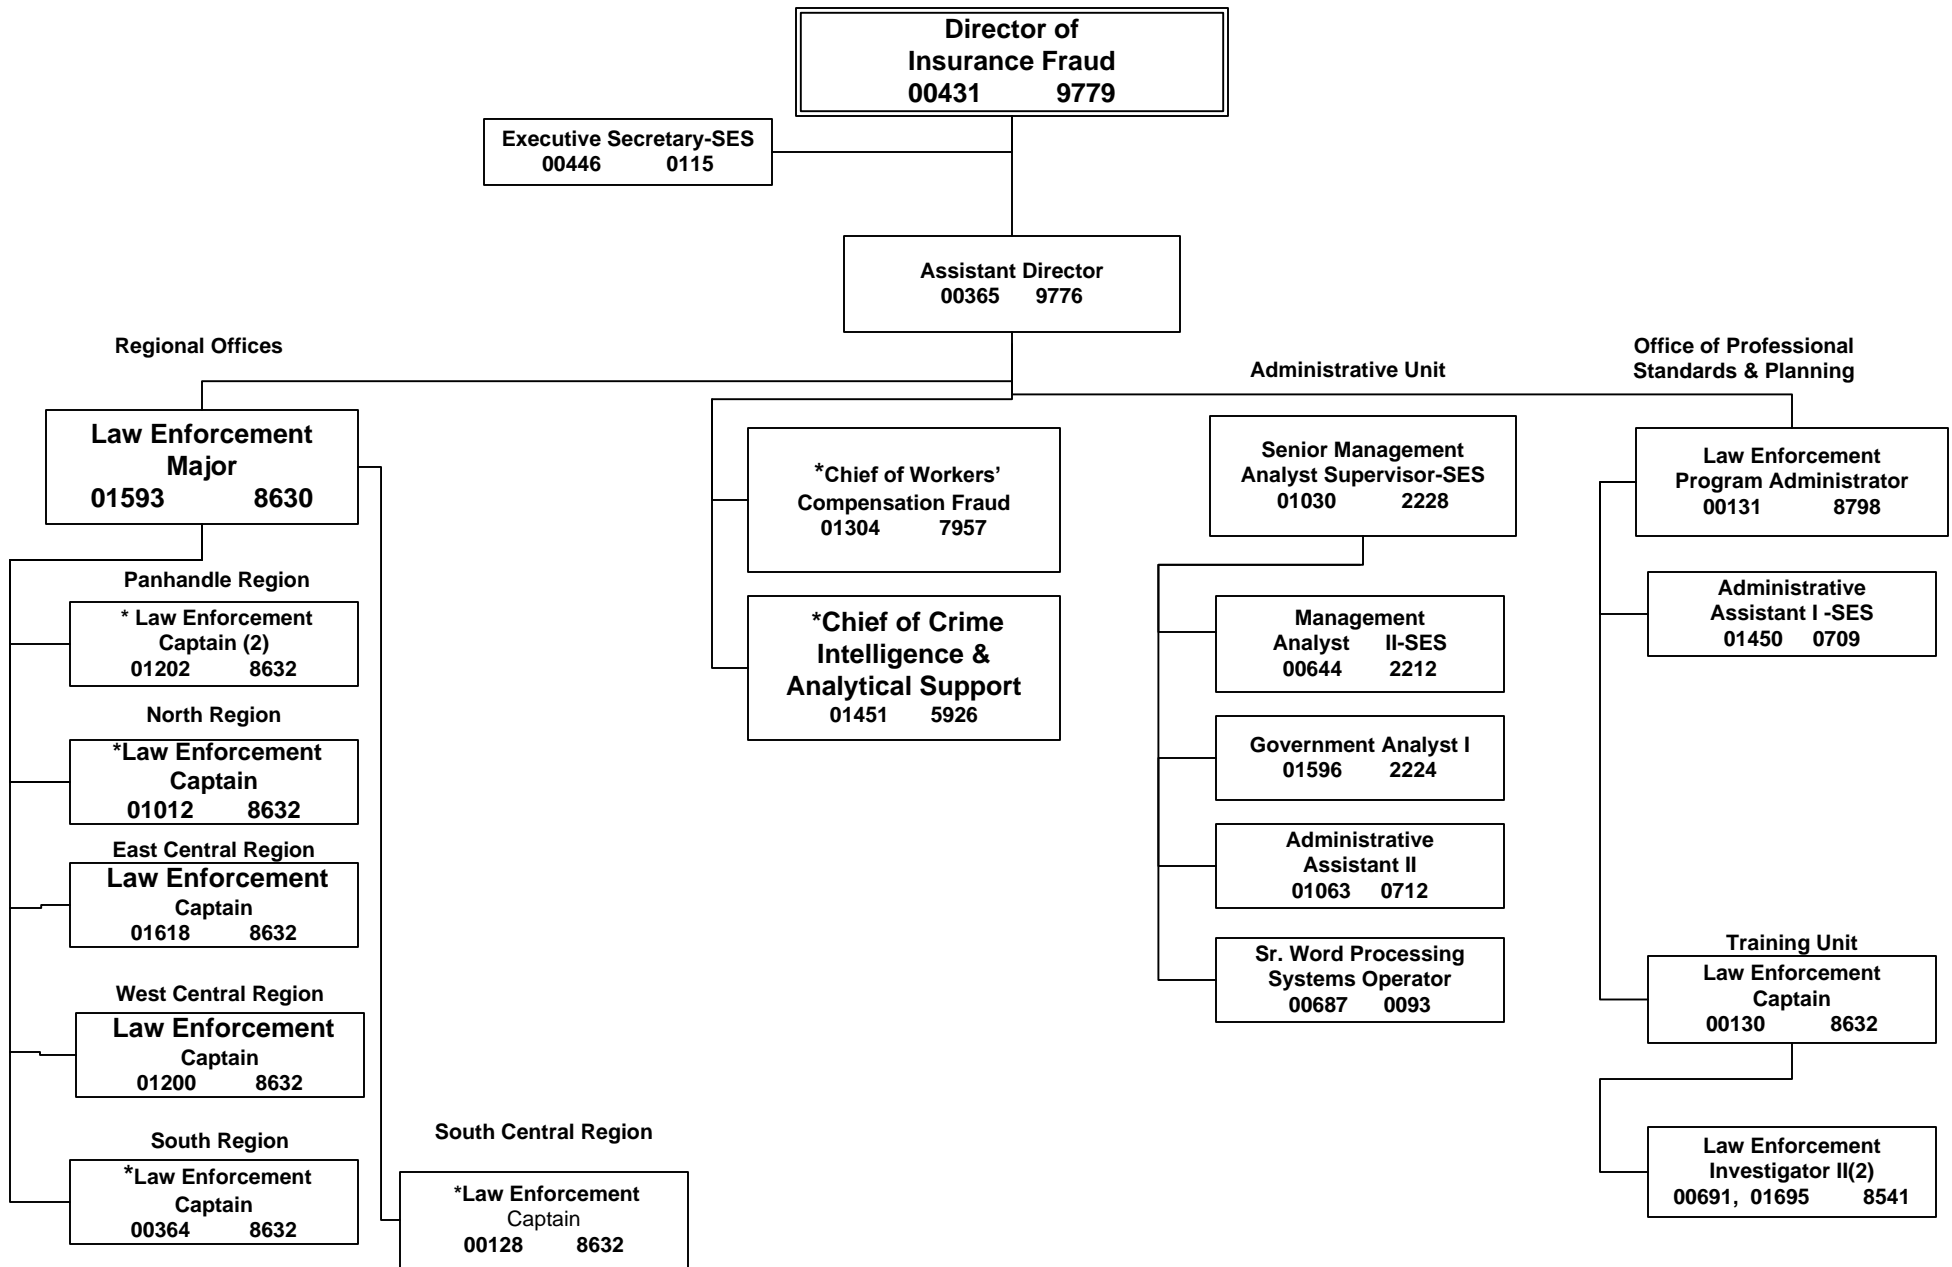 Director of
Insurance Fraud
00431 9779
Executive Secretary-SES
00446 0115
Assistant Director
00365 9776
Regional Offices
Law Enforcement
Major
01593 8630
Panhandle Region
* Law Enforcement
Captain (2)
01202 8632
North Region
*Law Enforcement
Captain
01012 8632
East Central Region
Law Enforcement
Captain
01618 8632
West Central Region
Law Enforcement
Captain
01200 8632
South Region
*Law Enforcement
Captain
00364 8632
South Central Region
*Law Enforcement
Captain
00128 8632
*Chief of Workers’
Compensation Fraud
01304 7957
*Chief of Crime
Intelligence &
Analytical Support
01451 5926
Administrative Unit
Senior Management
Analyst Supervisor-SES
01030 2228
Management
Analyst II-SES
00644 2212
Government Analyst I
01596 2224
Administrative
Assistant II
01063 0712
Sr. Word Processing
Systems Operator
00687 0093
Office of Professional
Standards & Planning
Law Enforcement
Program Administrator
00131 8798
Administrative
Assistant I -SES
01450 0709
Training Unit
Law Enforcement
Captain
00130 8632
Law Enforcement
Investigator II(2)
00691, 01695 8541